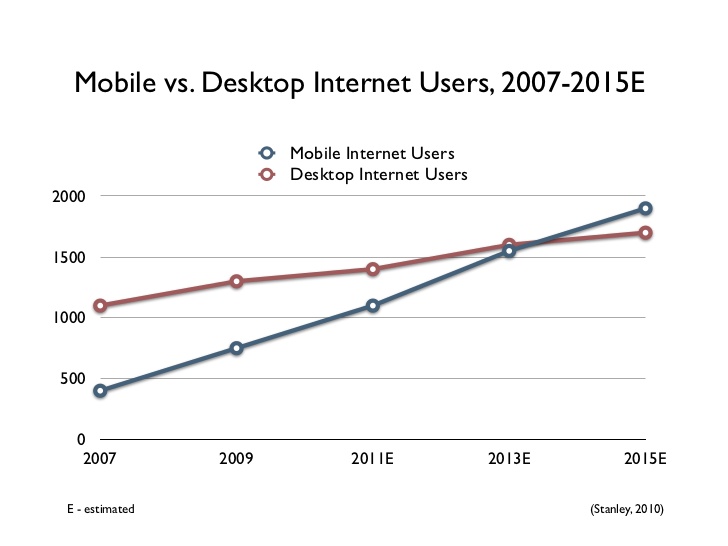 Mobile vs. Desktop Internet Users, 2007-2015E
Mobile Internet Users
Desktop Internet Users
2000
1500
1000
500
0
2007 2009 2011E 2013E 2015E
E - estimated (Stanley, 2010)